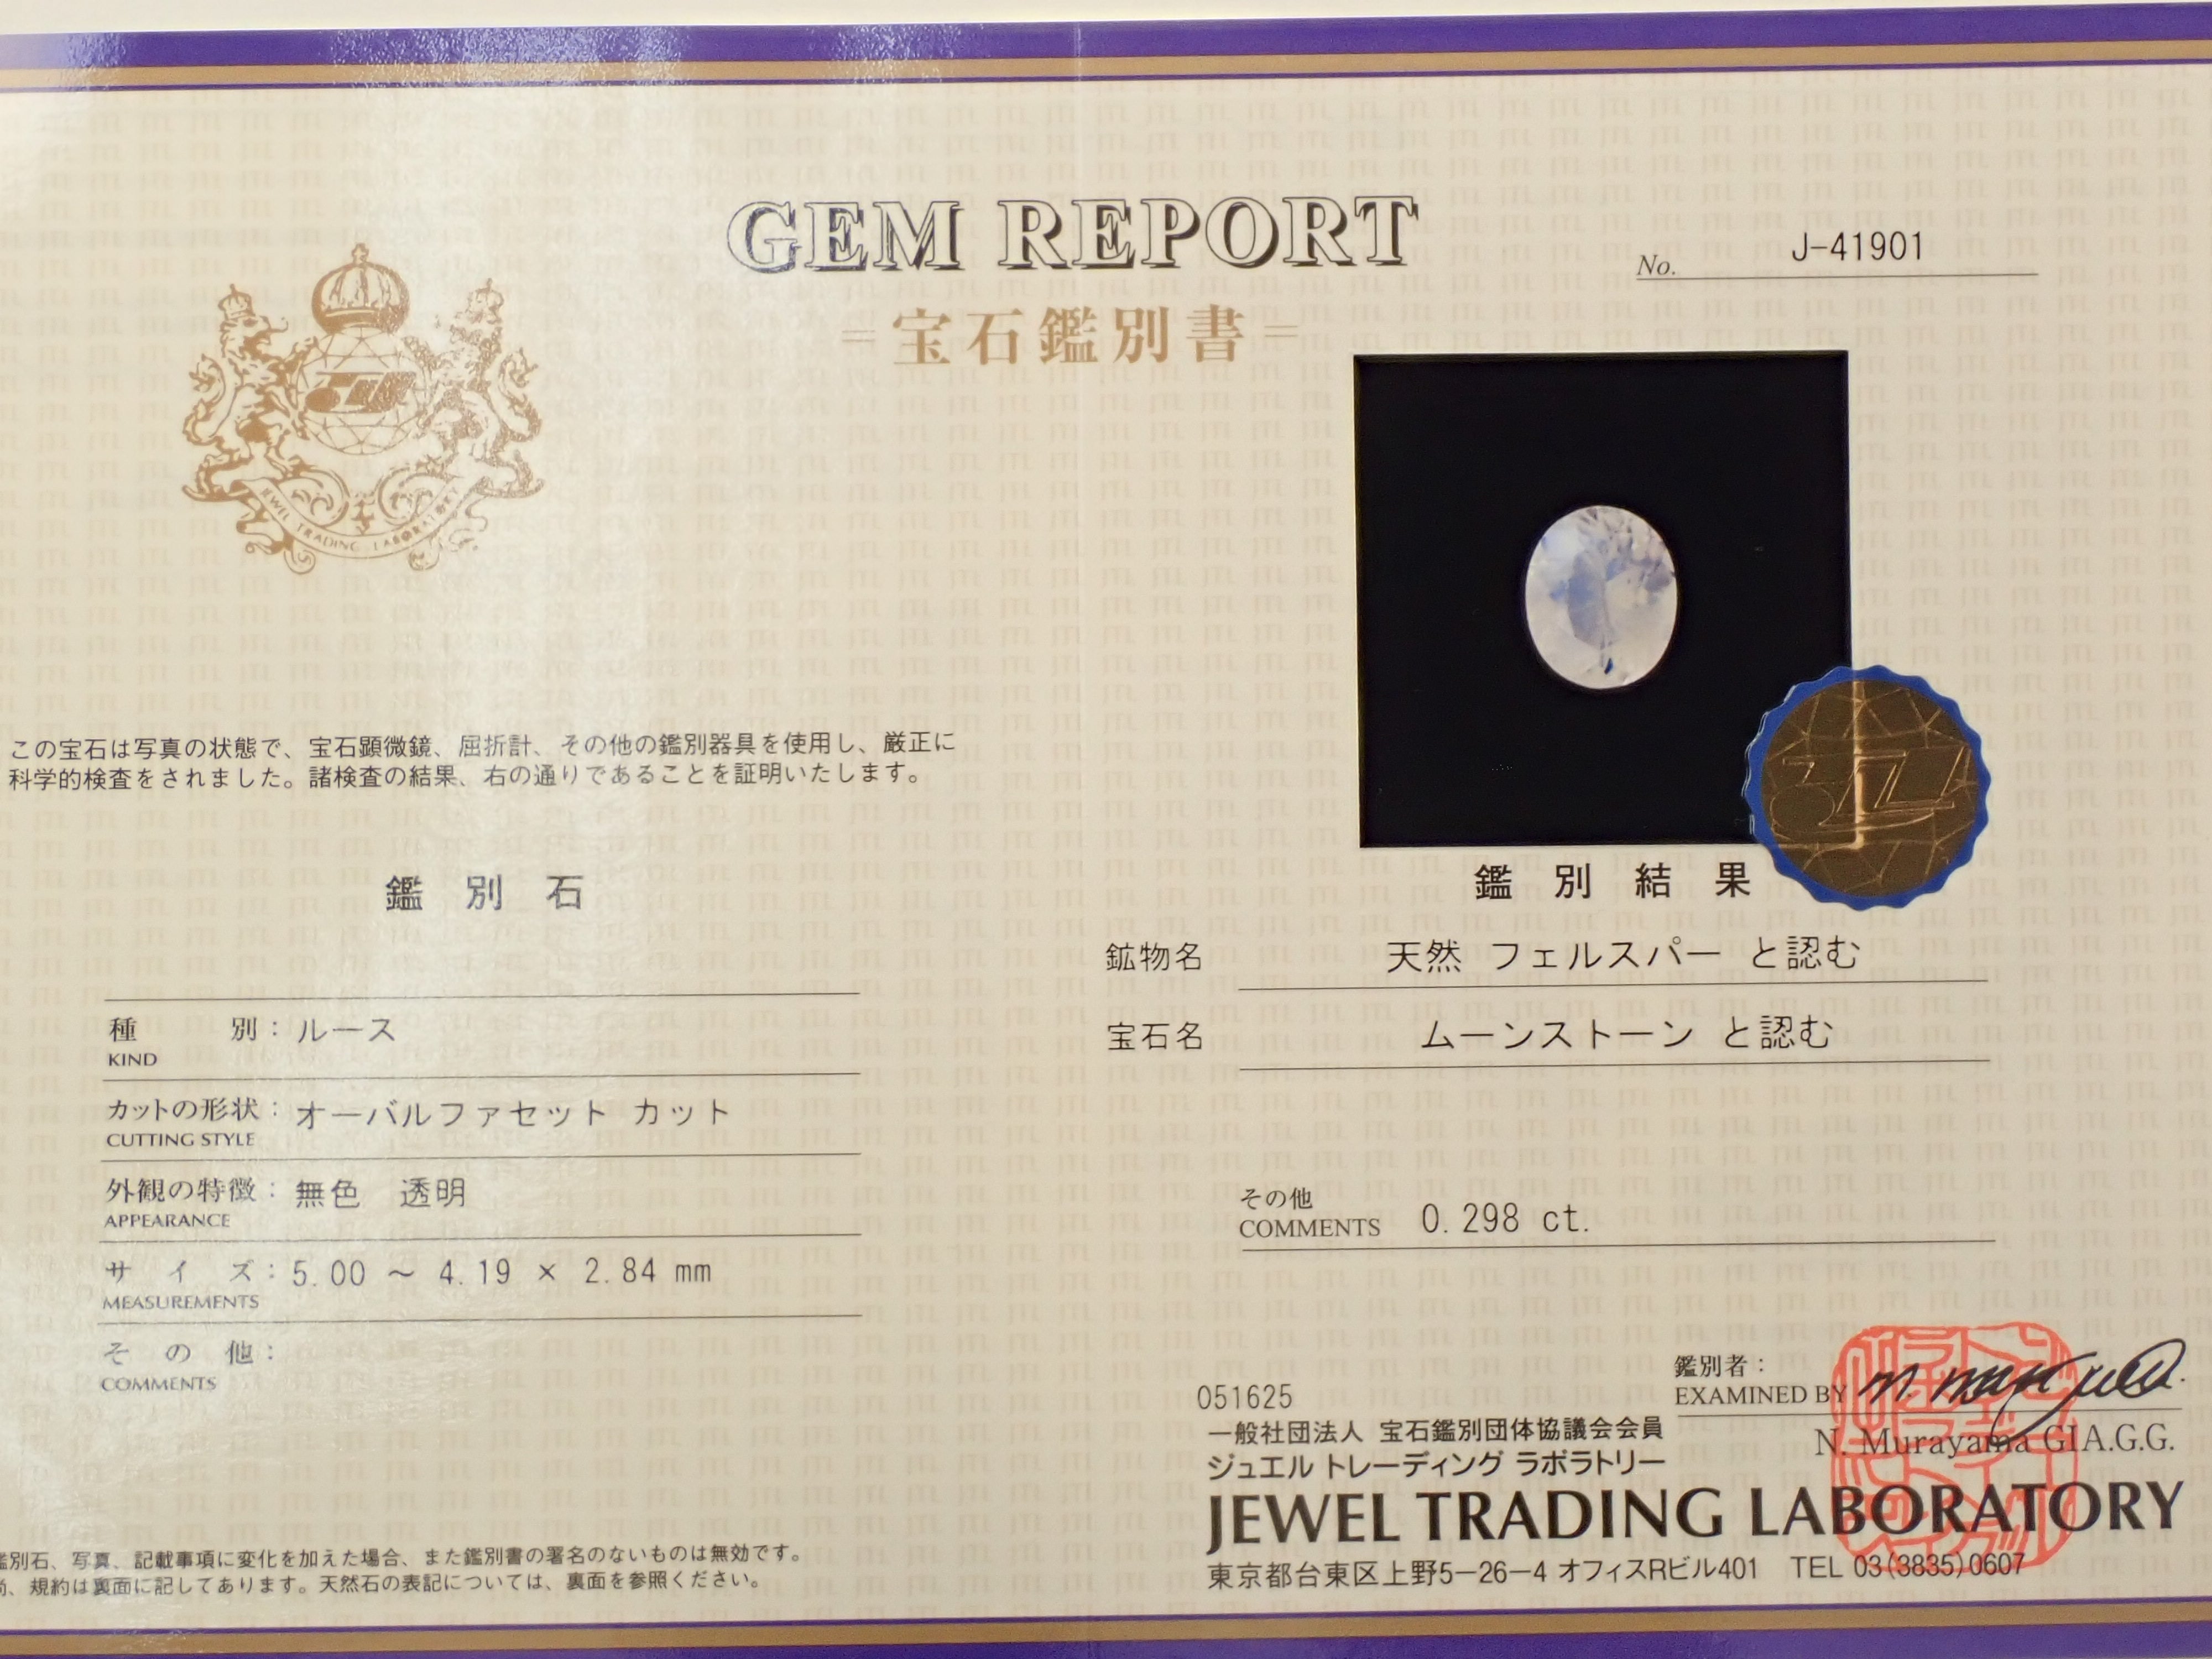 GEM REPORT
=宝石鑑別書=
No. J-41901
JEWEL TRADING LABORATORY
この宝石は写真の状態で、宝石顕微鏡、屈折計、その他の鑑別器具を使用し、厳正に
科学的検査をされました。諸検査の結果、右の通りであることを証明いたします。
鑑別石
種別：ルース
KIND
カットの形状：オーバルファセット カット
CUTTING STYLE
外観の特徴：無色 透明
APPEARANCE
サイズ：5.00 ～ 4.19 × 2.84 mm
MEASUREMENTS
その他：
COMMENTS
鑑別石、写真、記載事項に変化を加えた場合、また鑑別書の署名のないものは無効です。
規約は裏面に記してあります。天然石の表記については、裏面を参照ください。
鑑別結果
鉱物名 天然 フェルスパー と認む
宝石名 ムーンストーン と認む
その他
COMMENTS 0.298 ct.
鑑別者：
EXAMINED BY
N. Murayama GIA.G.G.
051625
一般社団法人 宝石鑑別団体協議会会員
ジュエル トレーディング ラボラトリー
JEWEL TRADING LABORATORY
東京都台東区上野5－26－4 オフィスRビル401 TEL 03(3835)0607